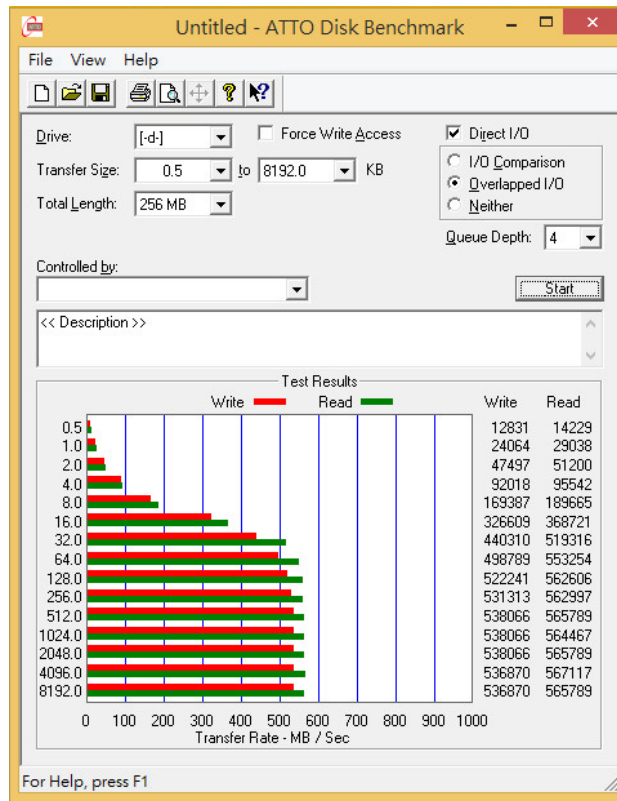 Untitled - ATTO Disk Benchmark
File View Help
Drive: [-d-] Force Write Access Direct I/O
Transfer Size: 0.5 to 8192.0 KB I/O Comparison
Overlapped I/O
Total Length: 256 MB Neither
Queue Depth: 4
Controlled by:
Start
<< Description >>
Test Results
Write Read Write Read
0.5 12831 14229
1.0 24064 29038
2.0 47497 51200
4.0 92018 95542
8.0 169387 189665
16.0 326609 368721
32.0 440310 519316
64.0 498789 553254
128.0 522241 562606
256.0 531313 562997
512.0 538066 565789
1024.0 538066 564467
2048.0 538066 565789
4096.0 536870 567117
8192.0 536870 565789
0 100 200 300 400 500 600 700 800 900 1000
Transfer Rate - MB / Sec
For Help, press F1